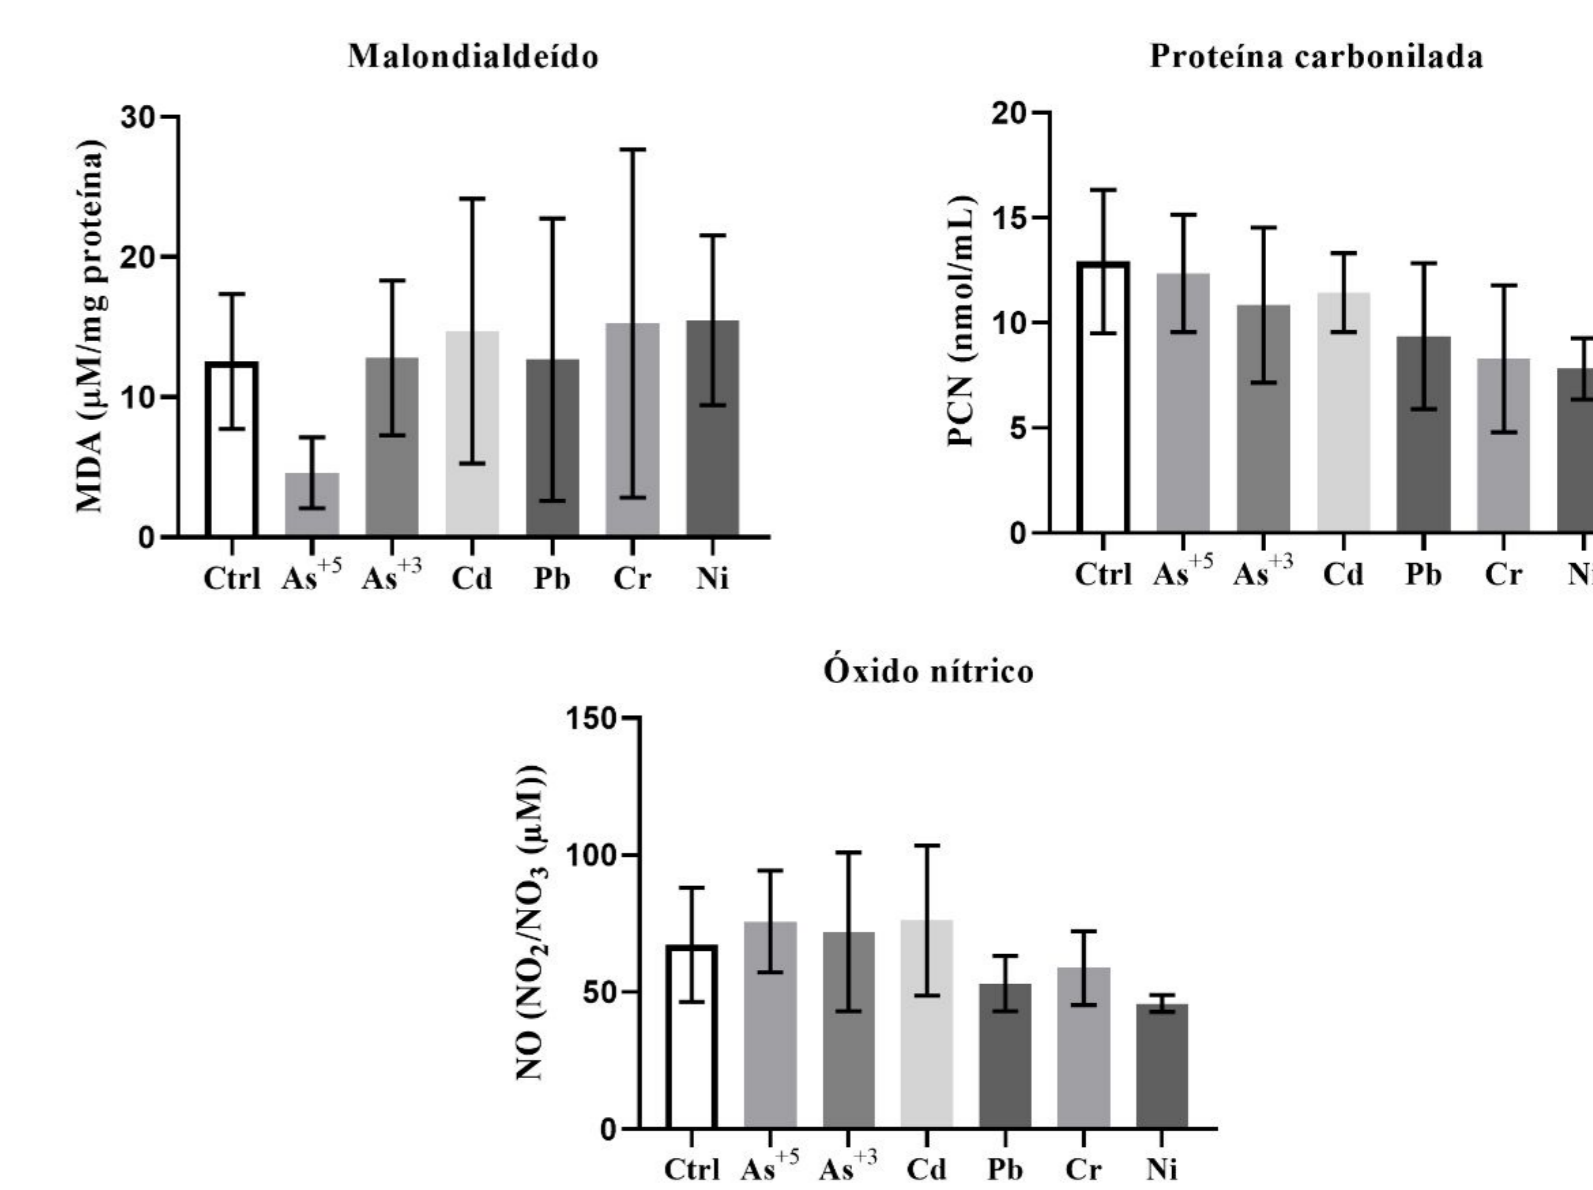 Malondialdeído
MDA (µM/mg proteína)
30
20
10
0
Ctrl As+5 As+3 Cd Pb Cr Ni
Proteína carbonilada
PCN (nmol/mL)
20
15
10
5
0
Ctrl As+5 As+3 Cd Pb Cr Ni
Óxido nítrico
NO (NO2/NO3 (µM))
150
100
50
0
Ctrl As+5 As+3 Cd Pb Cr Ni